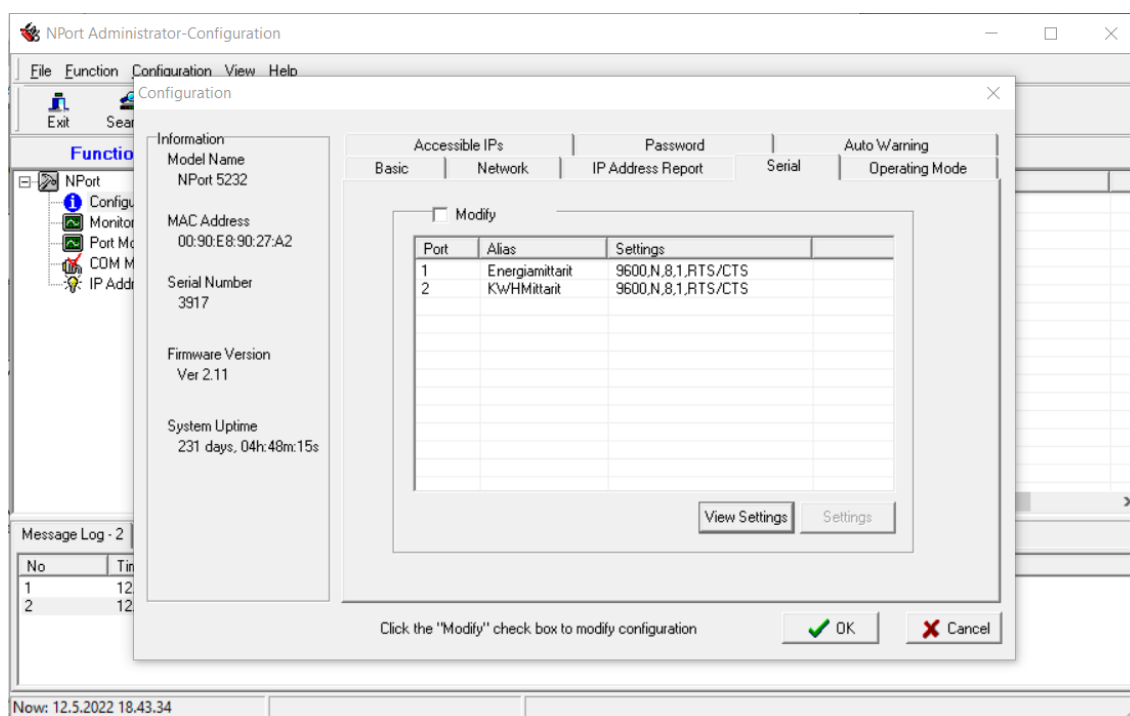 NPort Administrator-Configuration
File Function Configuration View Help
Exit
Configuration
Information
Model Name
NPort 5232
MAC Address
00:90:E8:90:27:A2
Serial Number
3917
Firmware Version
Ver 2.11
System Uptime
231 days, 04h:48m:15s
NPort
Monitor
IP Addr
Accessible IPs Password Auto Warning
Basic Network IP Address Report Serial Operating Mode
Modify
Port Alias Settings
1 Energiamittarit 9600,N,8,1,RTS/CTS
2 KWHMittarit 9600,N,8,1,RTS/CTS
View Settings Settings
Click the "Modify" check box to modify configuration
OK Cancel
Message Log - 2
No
1 12
2 12
Now: 12.5.2022 18.43.34